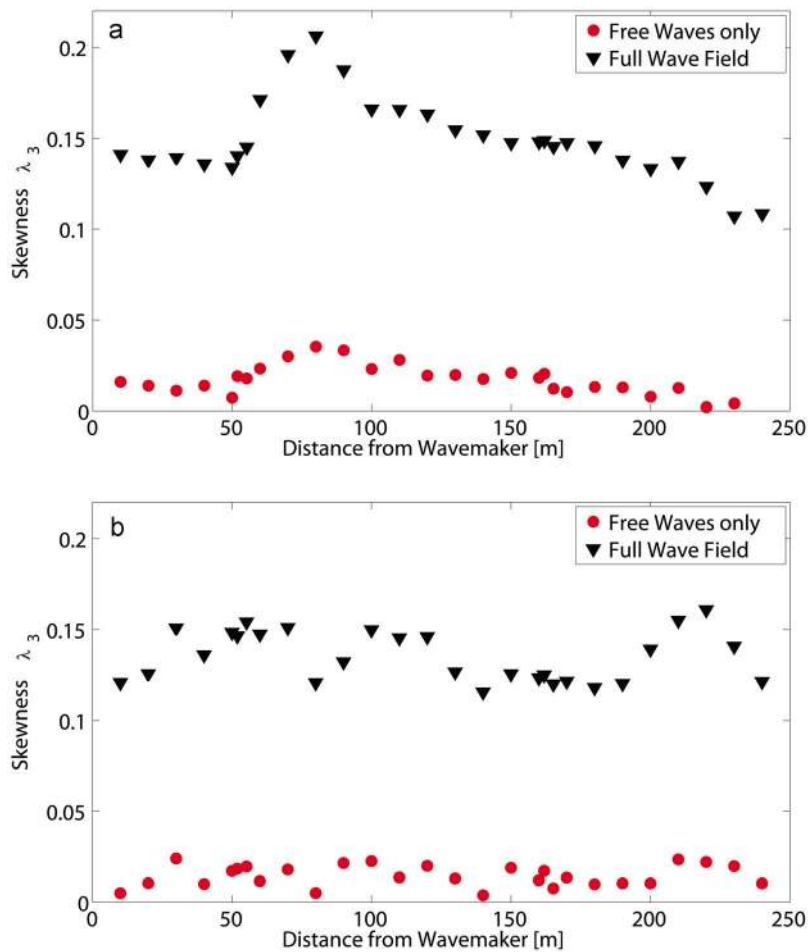 a
Free Waves only
Full Wave Field
0.2
0.15
0.1
0.05
0
Skewness λ 3
0 50 100 150 200 250
Distance from Wavemaker [m]
b
Free Waves only
Full Wave Field
0.2
0.15
0.1
0.05
0
Skewness λ 3
0 50 100 150 200 250
Distance from Wavemaker [m]